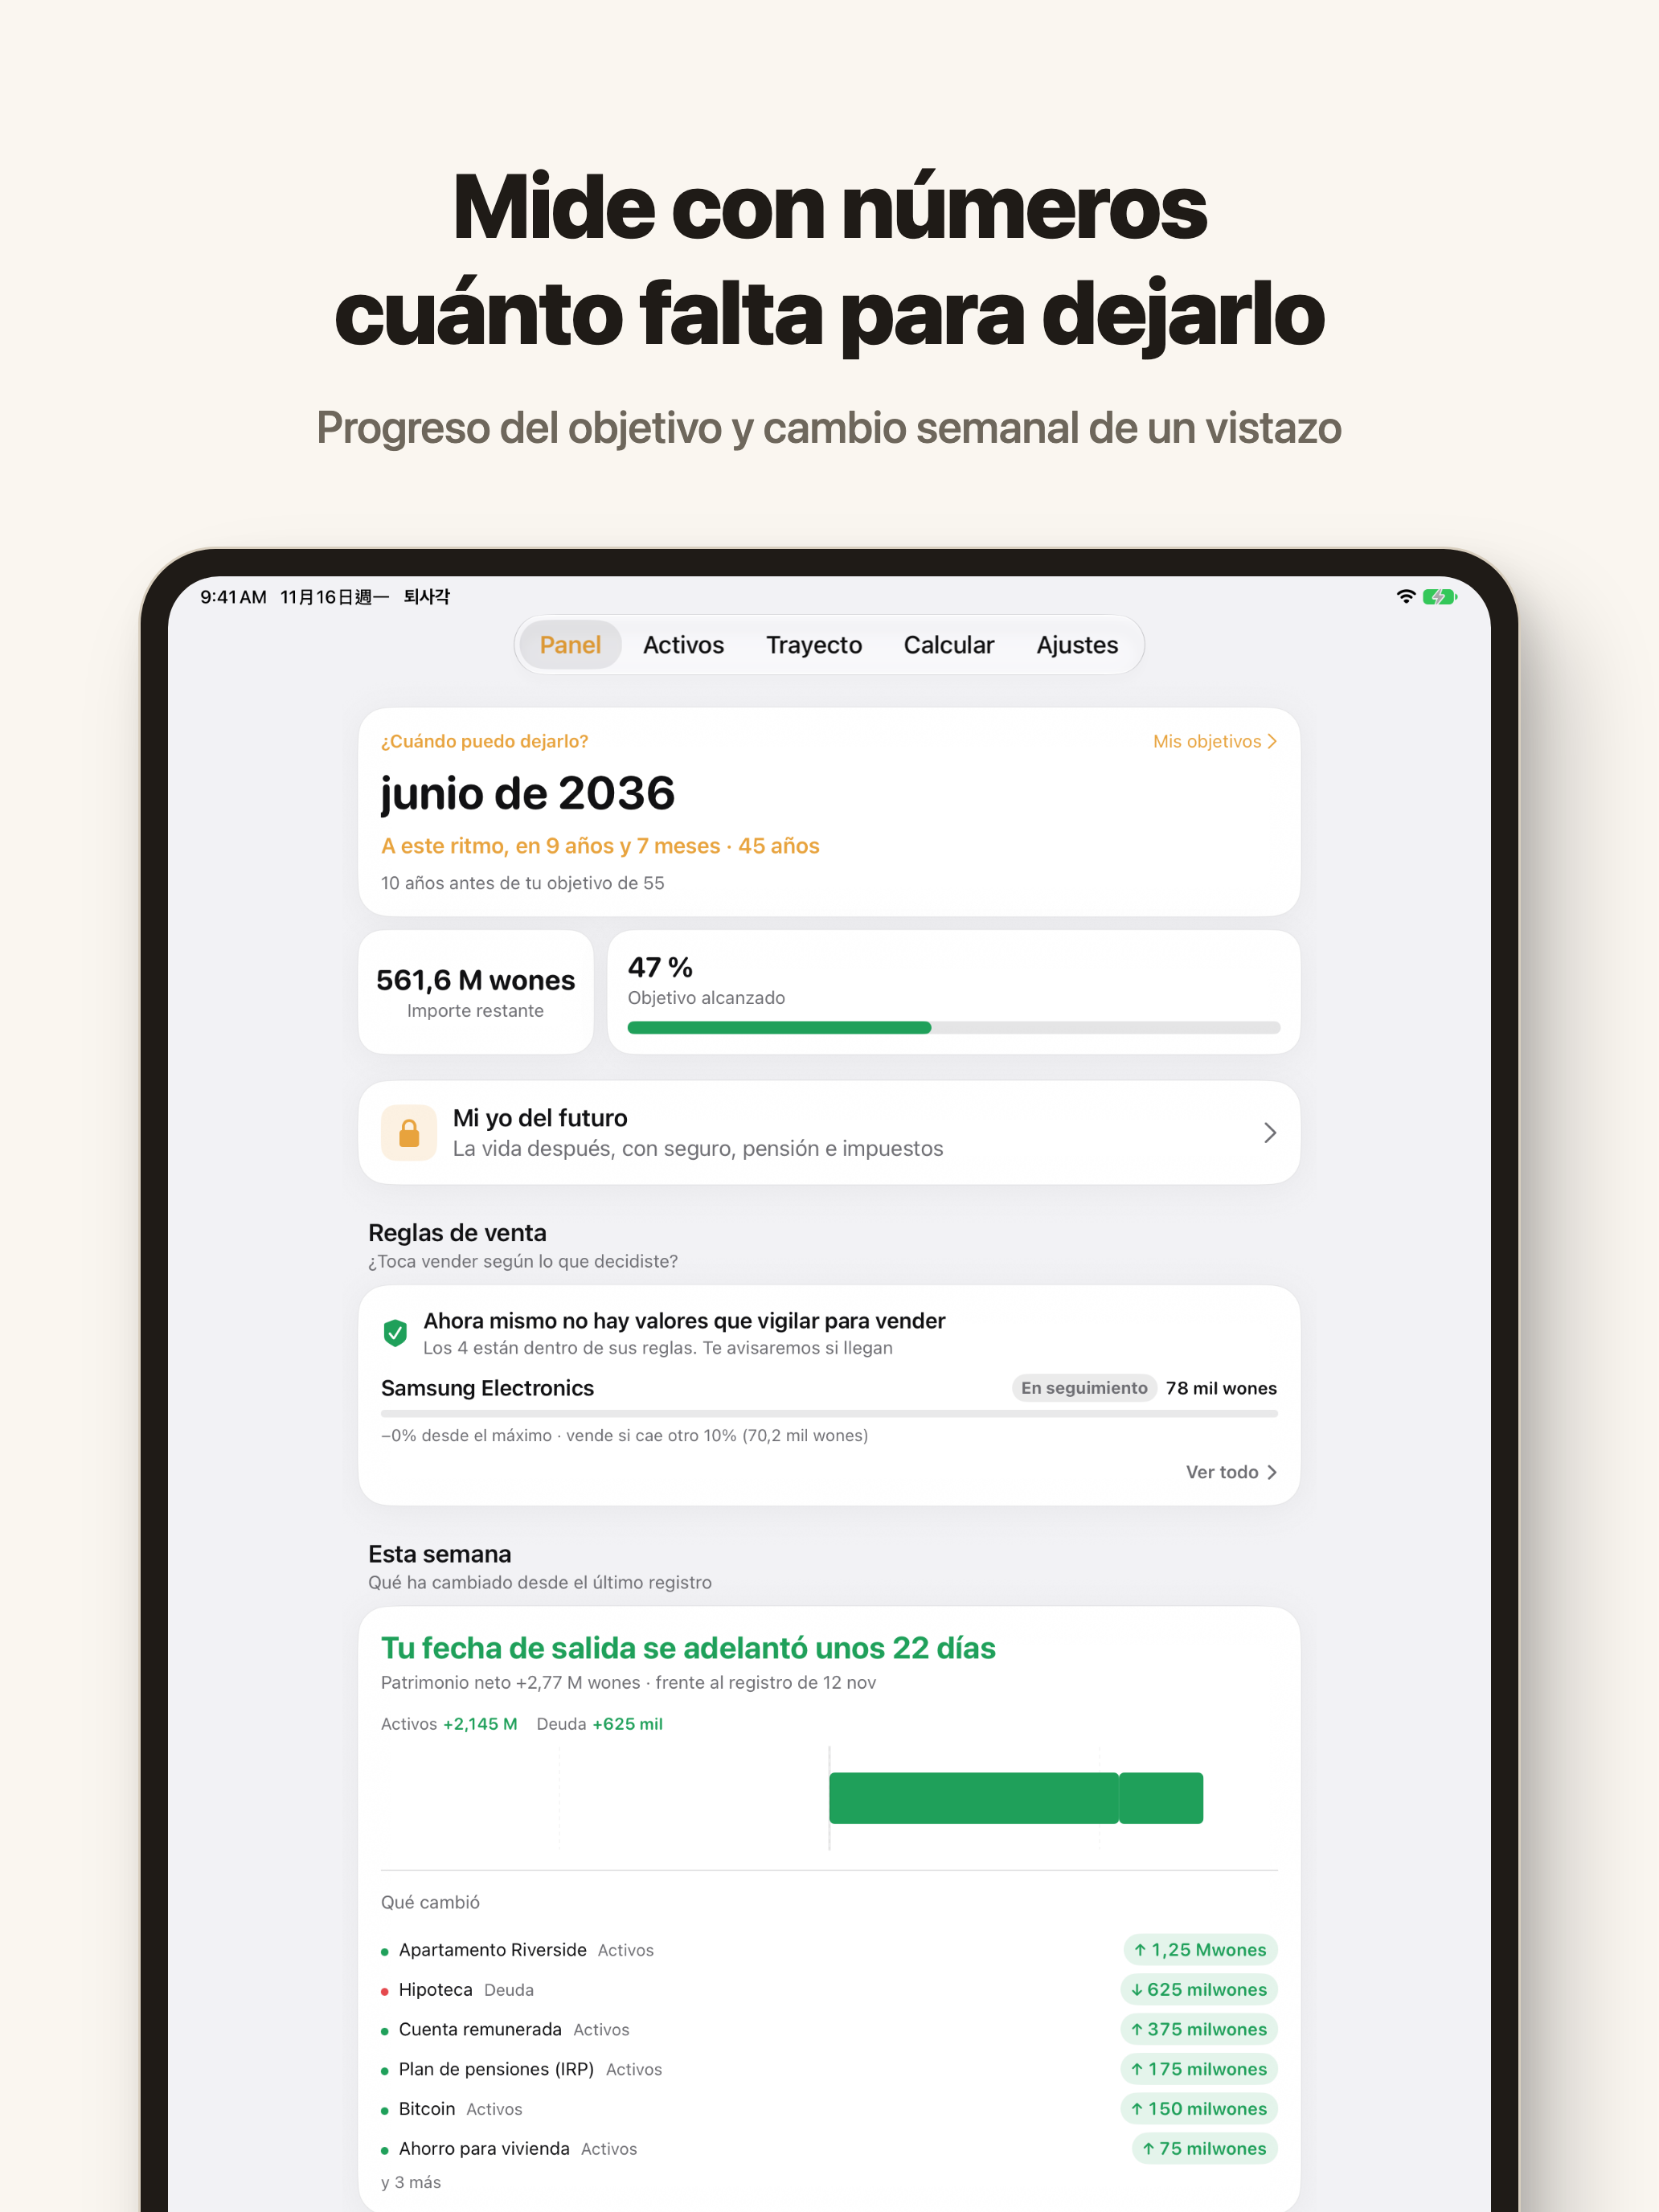 Mide con números
cuánto falta para dejarlo
Progreso del objetivo y cambio semanal de un vistazo
9:41 AM 11月16日週一 퇴사각
Panel Activos Trayecto Calcular Ajustes
¿Cuándo puedo dejarlo? Mis objetivos
junio de 2036
A este ritmo, en 9 años y 7 meses · 45 años
10 años antes de tu objetivo de 55
561,6 M wones
Importe restante
47 %
Objetivo alcanzado
Mi yo del futuro
La vida después, con seguro, pensión e impuestos
Reglas de venta
¿Toca vender según lo que decidiste?
Ahora mismo no hay valores que vigilar para vender
Los 4 están dentro de sus reglas. Te avisaremos si llegan
Samsung Electronics En seguimiento 78 mil wones
−0% desde el máximo · vende si cae otro 10% (70,2 mil wones)
Ver todo
Esta semana
Qué ha cambiado desde el último registro
Tu fecha de salida se adelantó unos 22 días
Patrimonio neto +2,77 M wones · frente al registro de 12 nov
Activos +2,145 M Deuda +625 mil
Qué cambió
Apartamento Riverside Activos ↑ 1,25 Mwones
Hipoteca Deuda ↓ 625 milwones
Cuenta remunerada Activos ↑ 375 milwones
Plan de pensiones (IRP) Activos ↑ 175 milwones
Bitcoin Activos ↑ 150 milwones
Ahorro para vivienda Activos ↑ 75 milwones
y 3 más